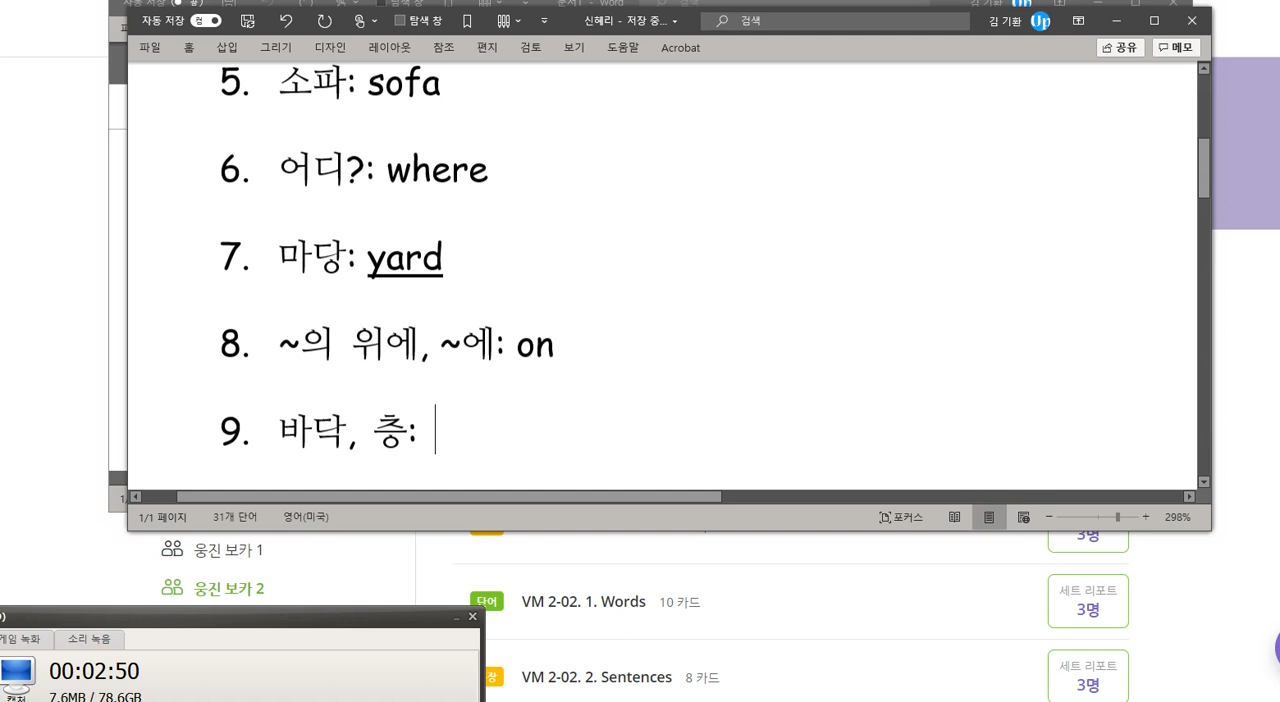 자동 저장 컴 탐색 창 신혜리 - 저장 중... 검색 김 기환 Up
파일 홈 삽입 그리기 디자인 레이아웃 참조 편지 검토 보기 도움말 Acrobat 공유 메모
5. 소파: sofa
6. 어디?: where
7. 마당: yard
8. ~의 위에, ~에: on
9. 바닥, 층:
1/1 페이지 31개 단어 영어(미국) 포커스 298%
3명
웅진 보카 1
웅진 보카 2
단어 VM 2-02. 1. Words 10 카드 세트 리포트
3명
게임 녹화 소리 녹음
00:02:50
7.6MB / 78.6GB
장 VM 2-02. 2. Sentences 8 카드 세트 리포트
3명